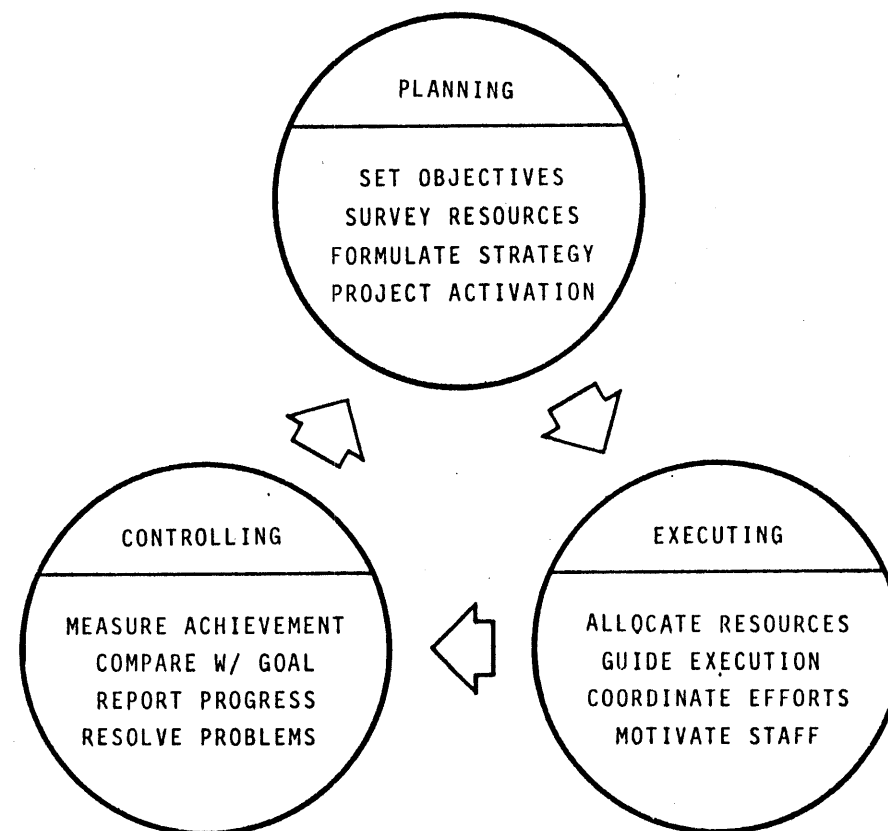 PLANNING
SET OBJECTIVES
SURVEY RESOURCES
FORMULATE STRATEGY
PROJECT ACTIVATION
CONTROLLING
MEASURE ACHIEVEMENT
COMPARE W/ GOAL
REPORT PROGRESS
RESOLVE PROBLEMS
EXECUTING
ALLOCATE RESOURCES
GUIDE EXECUTION
COORDINATE EFFORTS
MOTIVATE STAFF